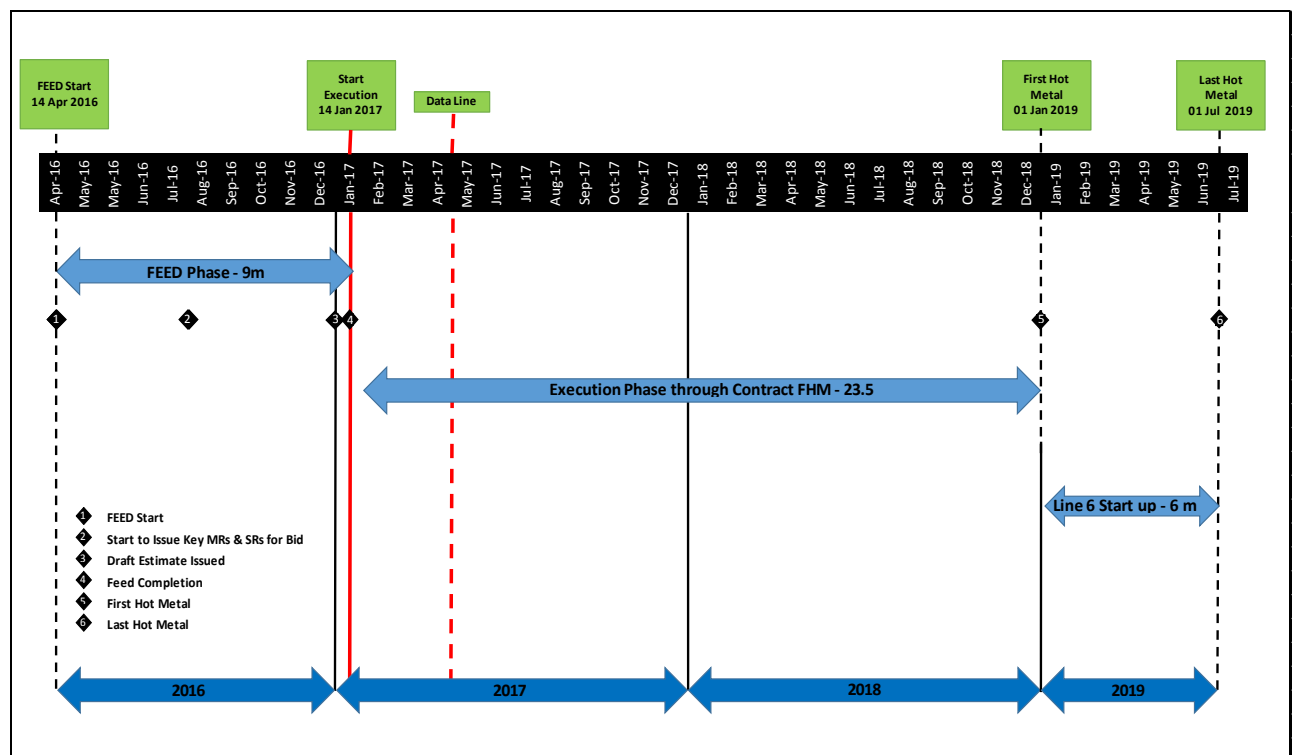 FEED Start
14 Apr 2016
Start
Execution
14 Jan 2017
Data Line
First Hot
Metal
01 Jan 2019
Last Hot
Metal
01 Jul 2019
Apr-16
May-16
May-16
Jun-16
Jul-16
Aug-16
Sep-16
Oct-16
Nov-16
Dec-16
Jan-17
Feb-17
Mar-17
Apr-17
May-17
Jun-17
Jul-17
Aug-17
Sep-17
Oct-17
Nov-17
Dec-17
Jan-18
Feb-18
Mar-18
Apr-18
May-18
Jun-18
Jul-18
Aug-18
Sep-18
Oct-18
Nov-18
Dec-18
Jan-19
Feb-19
Mar-19
Apr-19
May-19
Jun-19
Jul-19
FEED Phase - 9m
1
2
3
4
5
6
Execution Phase through Contract FHM - 23.5
Line 6 Start up - 6 m
1 FEED Start
2 Start to Issue Key MRs & SRs for Bid
3 Draft Estimate Issued
4 Feed Completion
5 First Hot Metal
6 Last Hot Metal
2016
2017
2018
2019